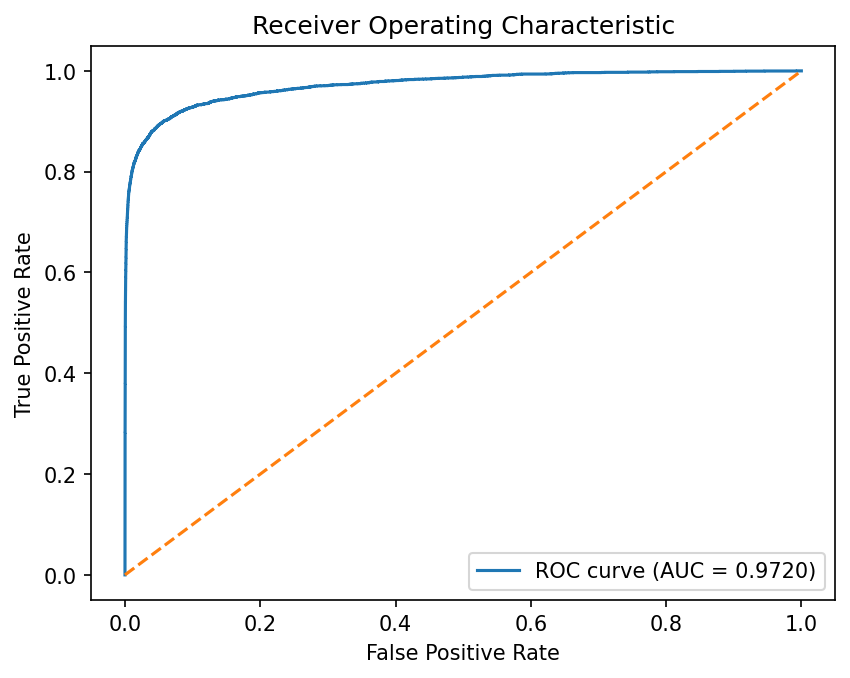 Receiver Operating Characteristic
True Positive Rate
1.0
0.8
0.6
0.4
0.2
0.0
ROC curve (AUC = 0.9720)
0.0 0.2 0.4 0.6 0.8 1.0
False Positive Rate